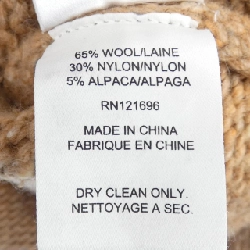 65% WOOL/LAINE
30% NYLON/NYLON
5% ALPACA/ALPAGA
RN121696
MADE IN CHINA
FABRIQUE EN CHINE
DRY CLEAN ONLY.
NETTOYAGE A SEC.